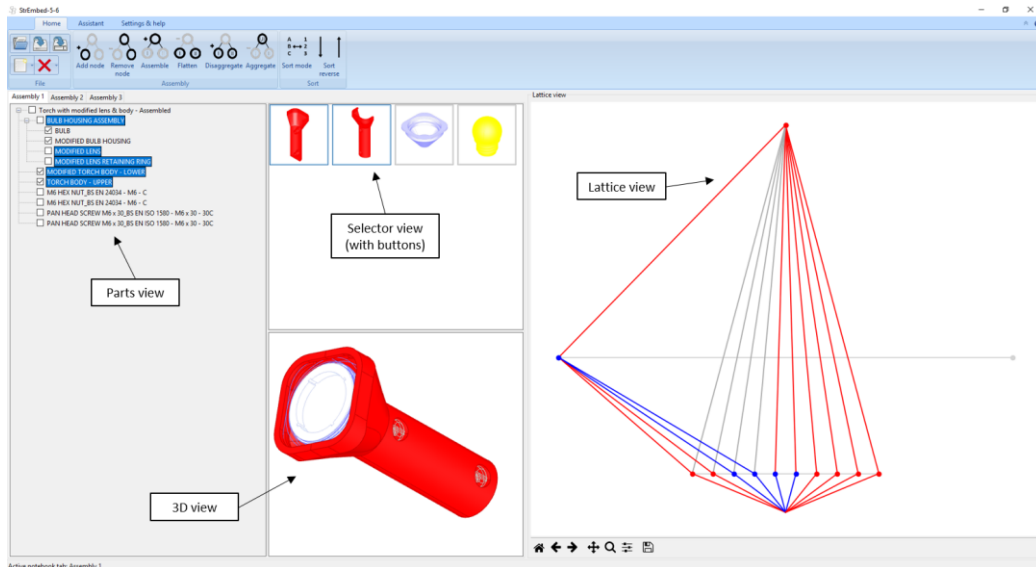 StrEmbed-5-6
Home Assistant Settings & help
Add node
Remove node
Assemble
Flatten
Disaggregate
Aggregate
A 1
B 2
C 3
Sort mode
Sort reverse
File
Assembly
Sort
Assembly 1 Assembly 2 Assembly 3
Torch with modified lens & body - Assembled
BULB HOUSING ASSEMBLY
BULB
MODIFIED BULB HOUSING
MODIFIED LENS
MODIFIED LENS RETAINING RING
MODIFIED TORCH BODY - LOWER
TORCH BODY - UPPER
M6 HEX NUT_BS EN 24034 - M6 - C
M6 HEX NUT_BS EN 24034 - M6 - C
PAN HEAD SCREW M6 x 30_BS EN ISO 1580 - M6 x 30 - 30C
PAN HEAD SCREW M6 x 30_BS EN ISO 1580 - M6 x 30 - 30C
Parts view
Selector view
(with buttons)
3D view
Lattice view
Lattice view
Active notebook tab: Assembly 1